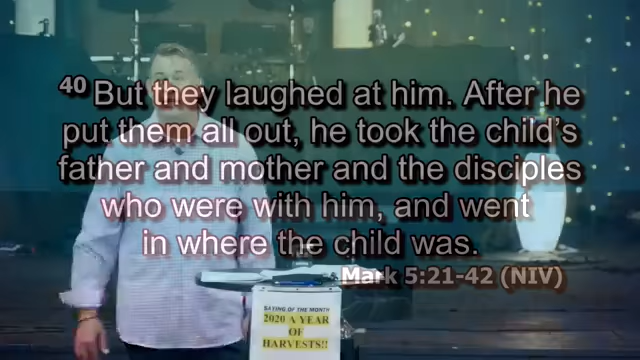 40 But they laughed at him. After he
put them all out, he took the child's
father and mother and the disciples
who were with him, and went
in where the child was.
Mark 5:21-42 (NIV)
SAYING OF THE MONTH
2020 A YEAR
OF
HARVESTS!!